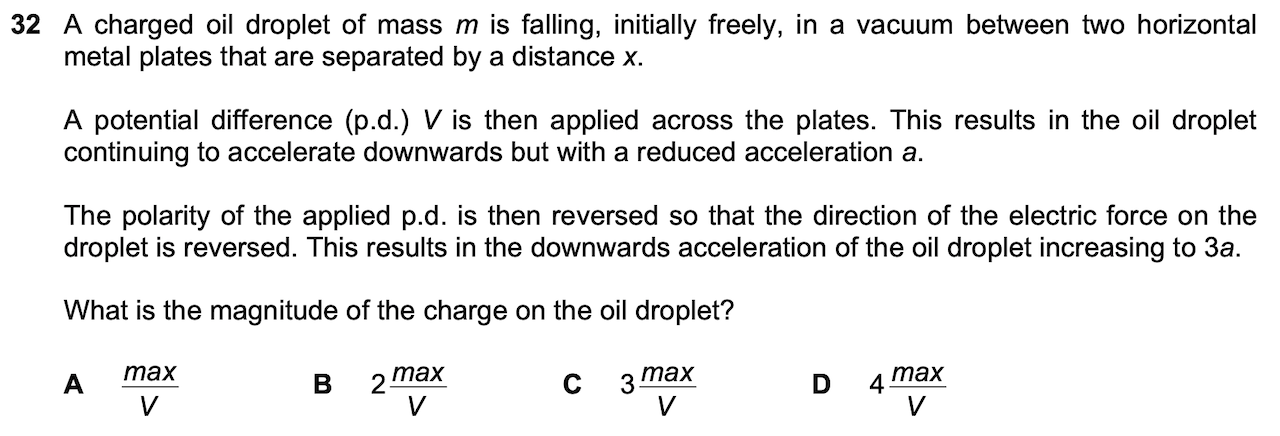 32 A charged oil droplet of mass m is falling, initially freely, in a vacuum between two horizontal
metal plates that are separated by a distance x.
A potential difference (p.d.) V is then applied across the plates. This results in the oil droplet
continuing to accelerate downwards but with a reduced acceleration a.
The polarity of the applied p.d. is then reversed so that the direction of the electric force on the
droplet is reversed. This results in the downwards acceleration of the oil droplet increasing to 3a.
What is the magnitude of the charge on the oil droplet?
A max/V B 2 max/V C 3 max/V D 4 max/V